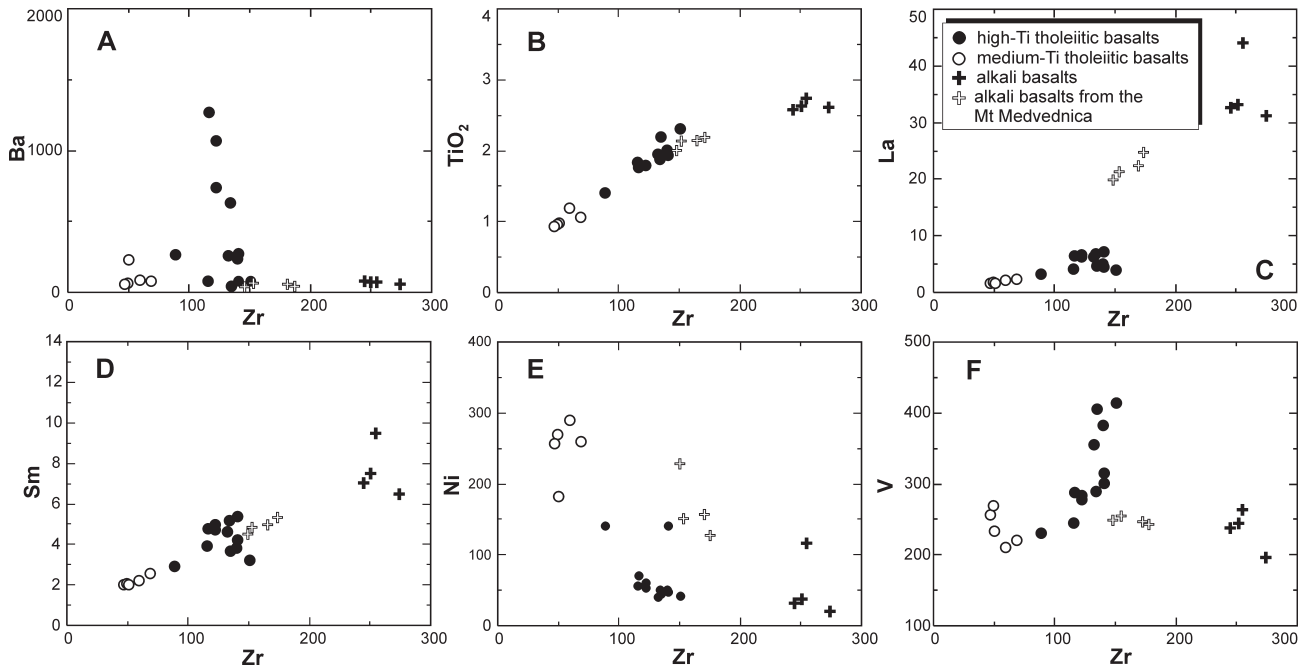 A
Ba
2000
1000
0
0 100 200 300
Zr
B
TiO2
4
3
2
1
0
0 100 200 300
Zr
C
La
50
40
30
20
10
0
0 100 200 300
Zr
high-Ti tholeiitic basalts
medium-Ti tholeiitic basalts
alkali basalts
alkali basalts from the
Mt Medvednica
D
Sm
14
12
10
8
6
4
2
0
0 100 200 300
Zr
E
Ni
400
300
200
100
0
0 100 200 300
Zr
F
V
500
400
300
200
100
0 100 200 300
Zr